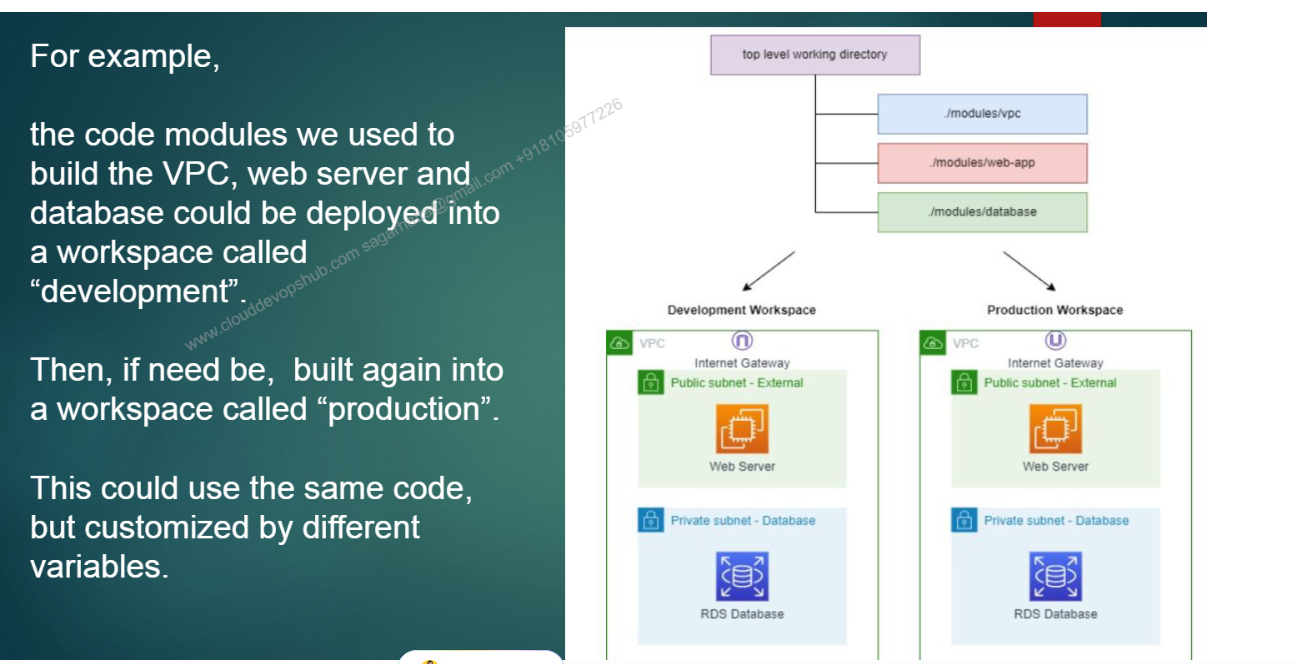 For example,
the code modules we used to
build the VPC, web server and
database could be deployed into
a workspace called
“development”.
Then, if need be, built again into
a workspace called “production”.
This could use the same code,
but customized by different
variables.
www.clouddevopshub.com +918105977226
top level working directory
./modules/vpc
./modules/web-app
./modules/database
Development Workspace
VPC
Internet Gateway
Public subnet - External
Web Server
Private subnet - Database
RDS Database
Production Workspace
VPC
Internet Gateway
Public subnet - External
Web Server
Private subnet - Database
RDS Database